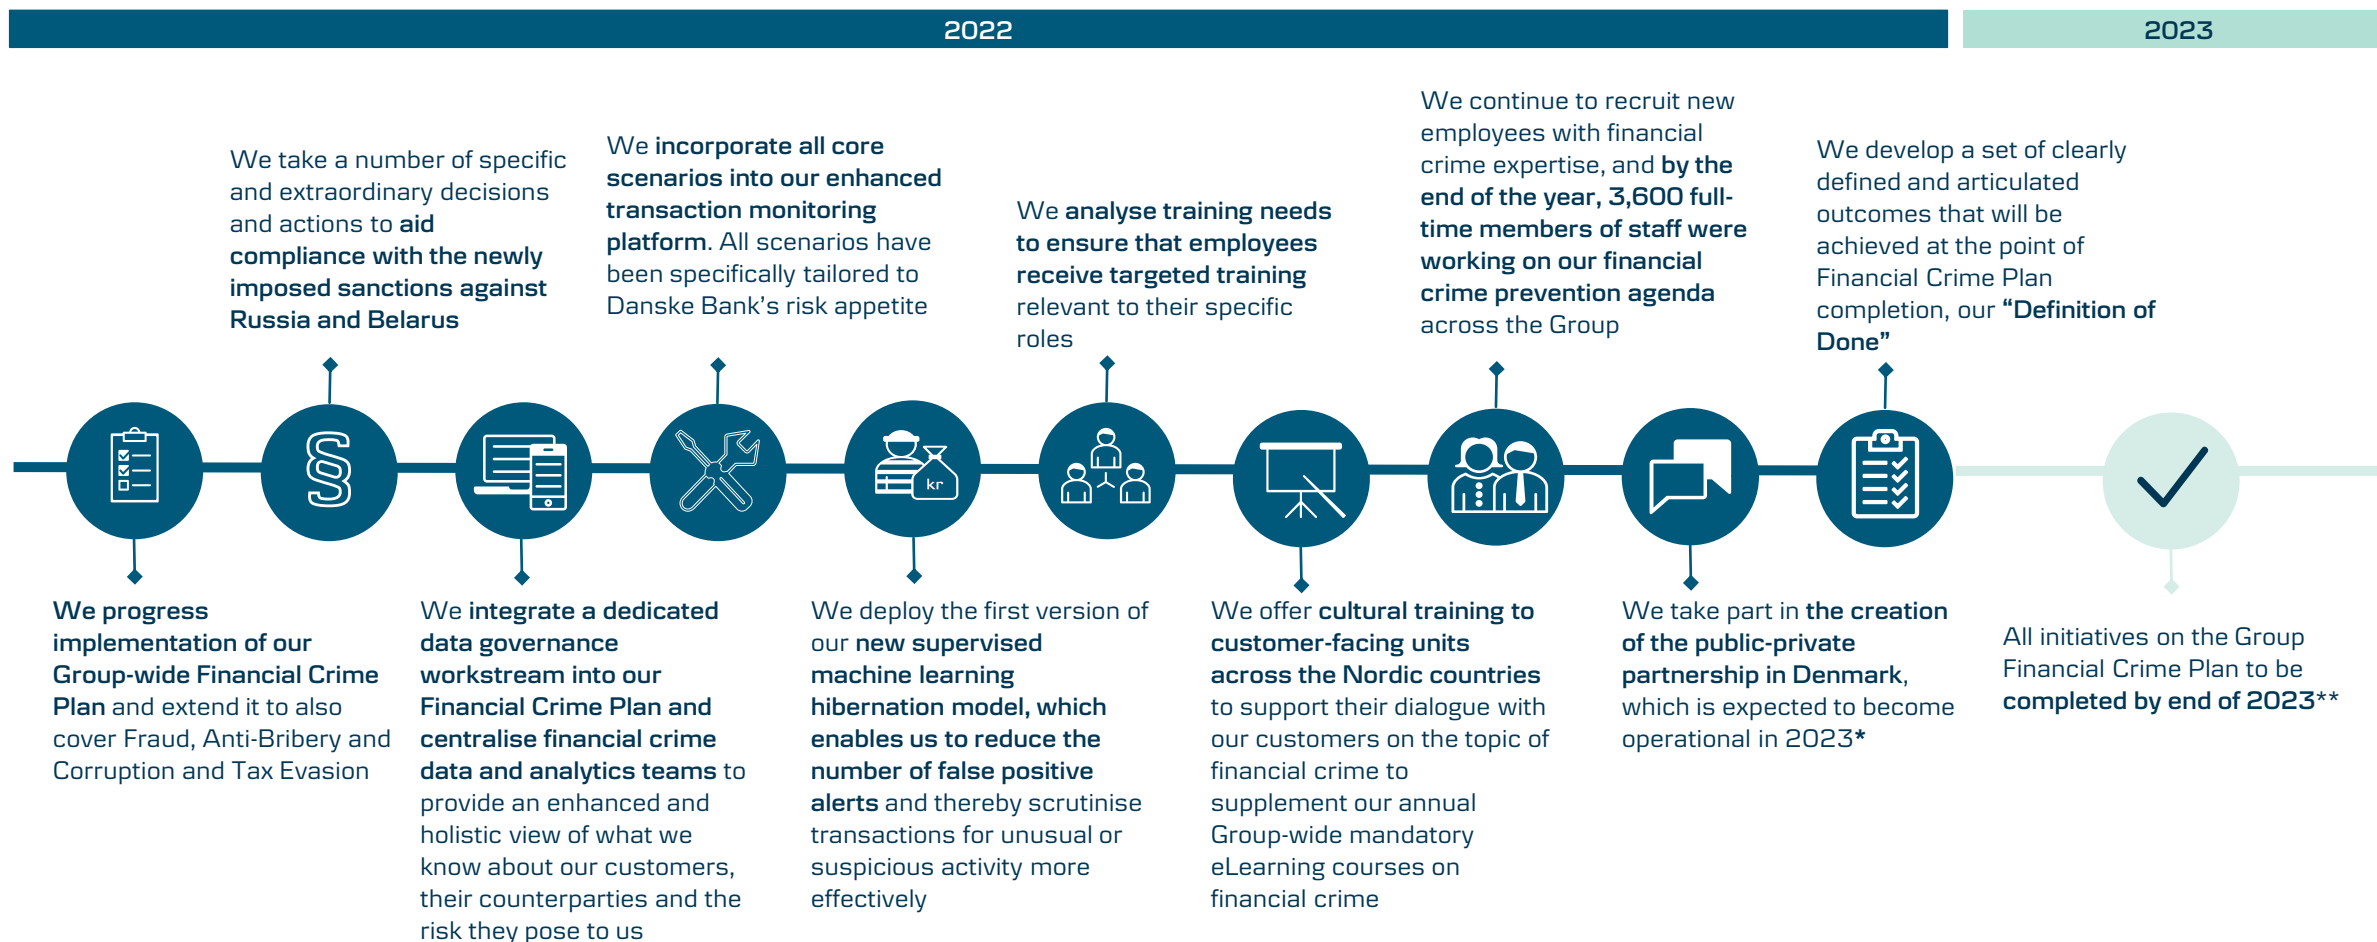 2022
2023
We take a number of specific
and extraordinary decisions
and actions to aid
compliance with the newly
imposed sanctions against
Russia and Belarus
We incorporate all core
scenarios into our enhanced
transaction monitoring
platform. All scenarios have
been specifically tailored to
Danske Bank’s risk appetite
We analyse training needs
to ensure that employees
receive targeted training
relevant to their specific
roles
We continue to recruit new
employees with financial
crime expertise, and by the
end of the year, 3,600 full-
time members of staff were
working on our financial
crime prevention agenda
across the Group
We develop a set of clearly
defined and articulated
outcomes that will be
achieved at the point of
Financial Crime Plan
completion, our “Definition of
Done”
§
kr
We progress
implementation of our
Group-wide Financial Crime
Plan and extend it to also
cover Fraud, Anti-Bribery and
Corruption and Tax Evasion
We integrate a dedicated
data governance
workstream into our
Financial Crime Plan and
centralise financial crime
data and analytics teams to
provide an enhanced and
holistic view of what we
know about our customers,
their counterparties and the
risk they pose to us
We deploy the first version of
our new supervised
machine learning
hibernation model, which
enables us to reduce the
number of false positive
alerts and thereby scrutinise
transactions for unusual or
suspicious activity more
effectively
We offer cultural training to
customer-facing units
across the Nordic countries
to support their dialogue with
our customers on the topic of
financial crime to
supplement our annual
Group-wide mandatory
eLearning courses on
financial crime
We take part in the creation
of the public-private
partnership in Denmark,
which is expected to become
operational in 2023*
All initiatives on the Group
Financial Crime Plan to be
completed by end of 2023**